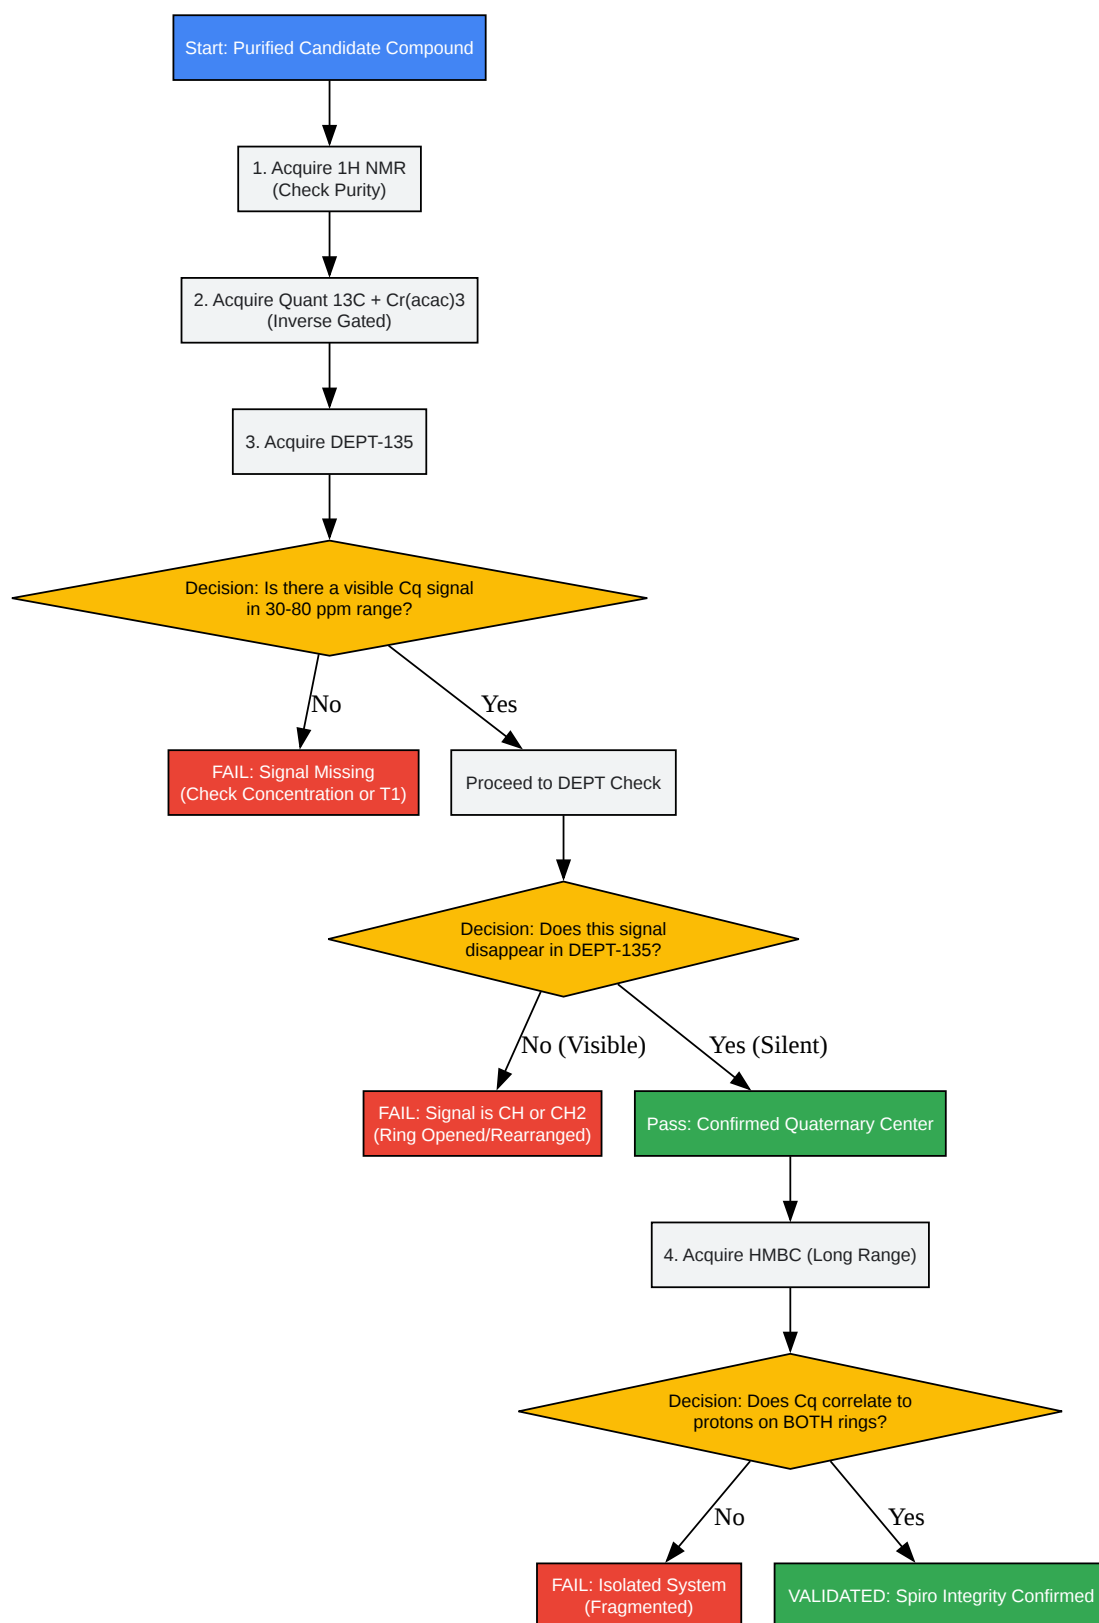 Start: Purified Candidate Compound
1. Acquire 1H NMR
(Check Purity)
2. Acquire Quant 13C + Cr(acac)3
(Inverse Gated)
3. Acquire DEPT-135
Decision: Is there a visible Cq signal
in 30-80 ppm range?
No
Yes
FAIL: Signal Missing
(Check Concentration or T1)
Proceed to DEPT Check
Decision: Does this signal
disappear in DEPT-135?
No (Visible)
Yes (Silent)
FAIL: Signal is CH or CH2
(Ring Opened/Rearranged)
Pass: Confirmed Quaternary Center
4. Acquire HMBC (Long Range)
Decision: Does Cq correlate to
protons on BOTH rings?
No
Yes
FAIL: Isolated System
(Fragmented)
VALIDATED: Spiro Integrity Confirmed